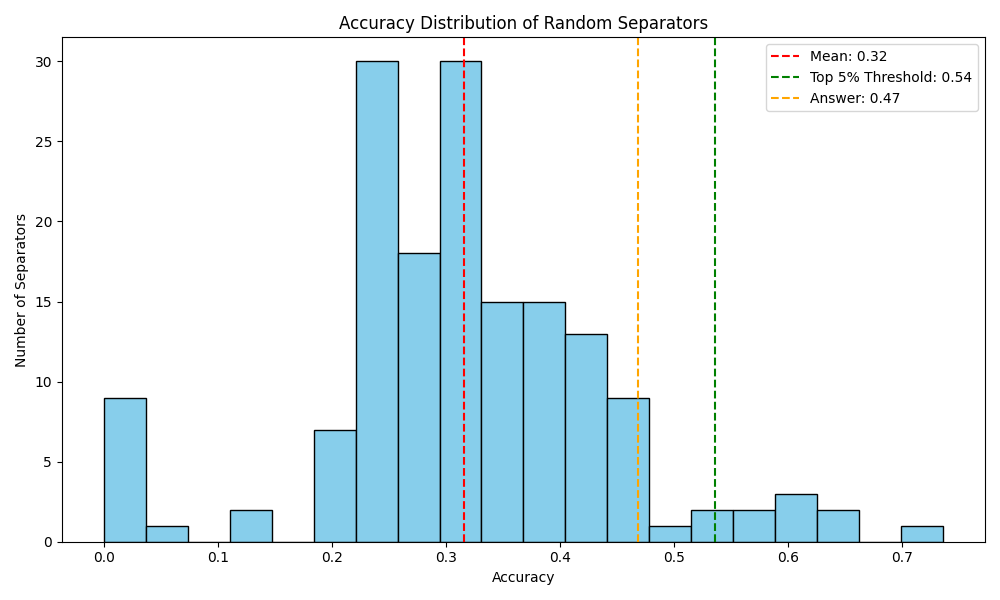 Accuracy Distribution of Random Separators
Mean: 0.32
Top 5% Threshold: 0.54
Answer: 0.47
Number of Separators
30
25
20
15
10
5
0
0.0 0.1 0.2 0.3 0.4 0.5 0.6 0.7
Accuracy